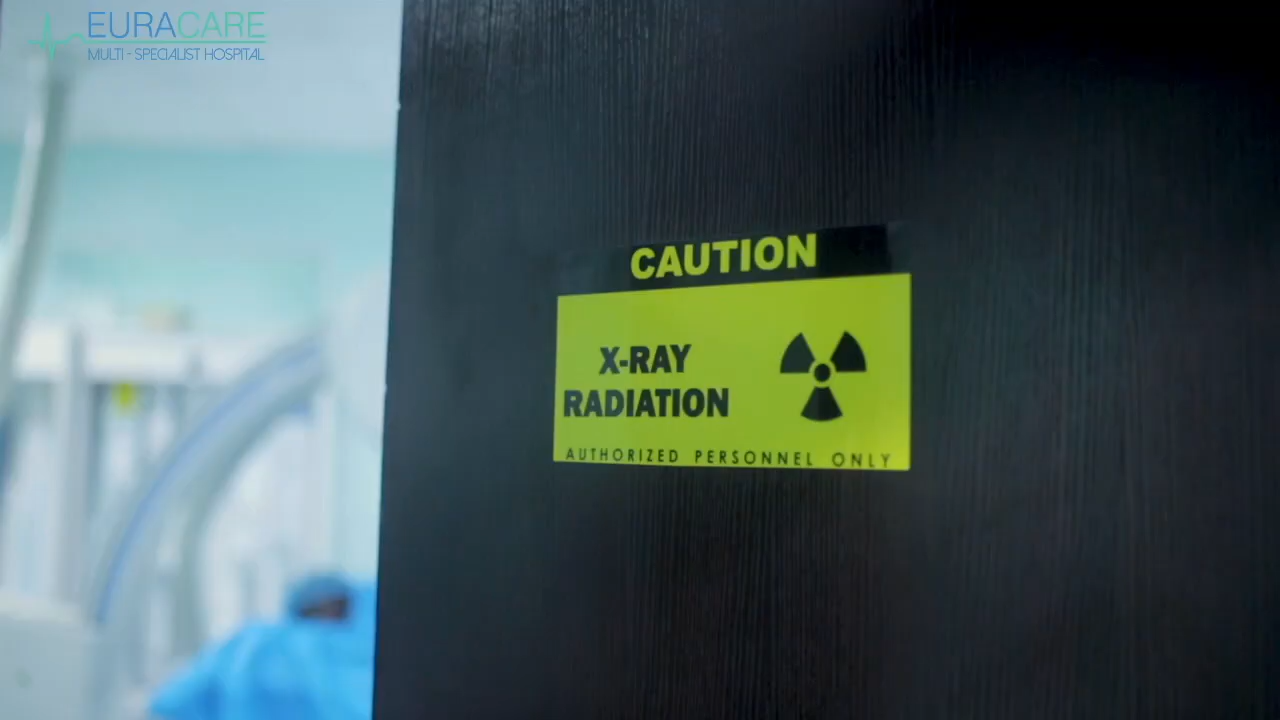 EURACARE
MULTI - SPECIALIST HOSPITAL
CAUTION
X-RAY
RADIATION
AUTHORIZED PERSONNEL ONLY